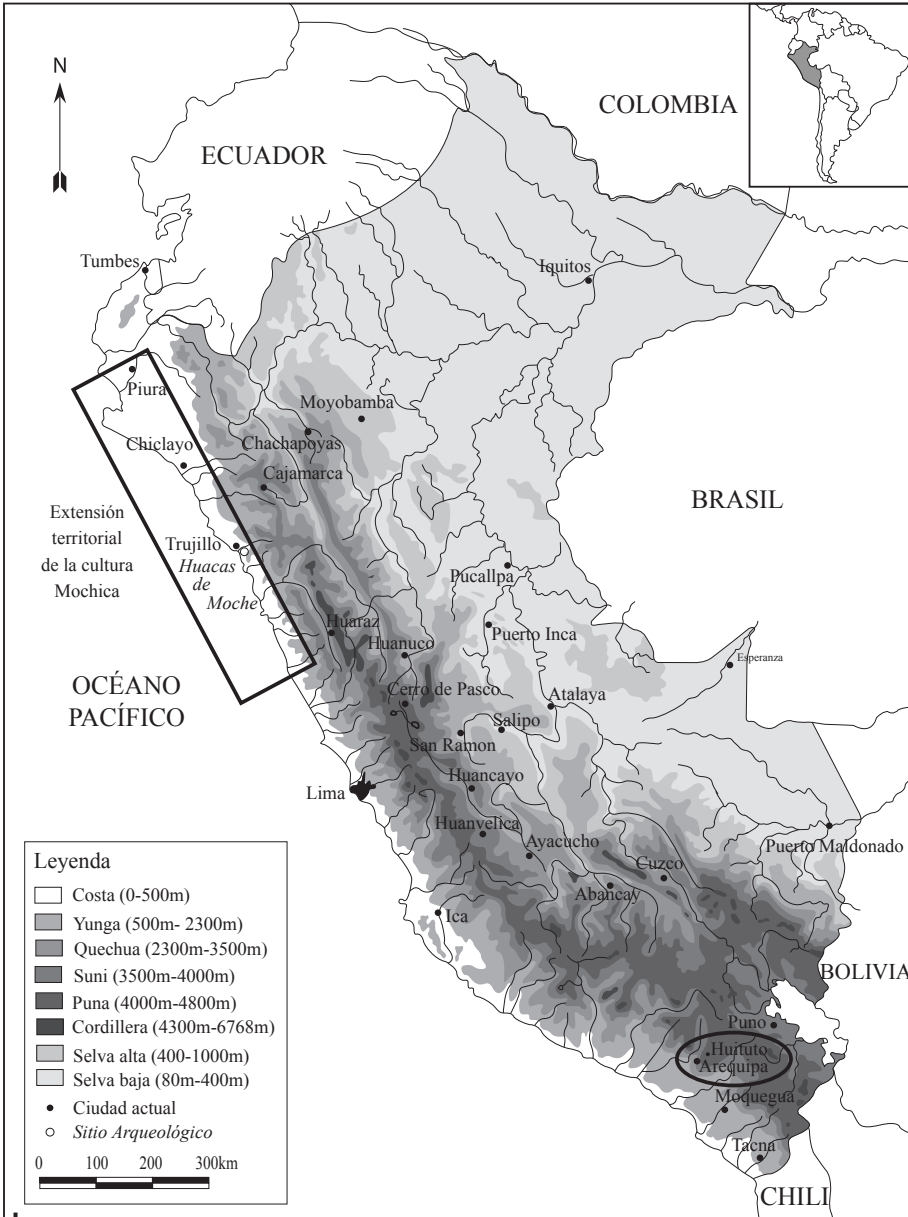 N
COLOMBIA
ECUADOR
Tumbes
Iquitos
Piura
Moyobamba
Chiclayo
Chachapoyas
Cajamarca
BRASIL
Extensión
territorial
de la cultura
Mochica
Trujillo
Huacas
de
Moche
Pucallpa
Huaraz
Puerto Inca
Huanuco
Esperanza
OCÉANO
PACÍFICO
Cerro de Pasco
Atalaya
Salipo
San Ramon
Lima
Huancayo
Huanvelica
Puerto Maldonado
Ayacucho
Cuzco
Abancay
Ica
BOLIVIA
Puno
Huituto
Arequipa
Moquegua
Tacna
CHILI
Leyenda
Costa (0-500m)
Yunga (500m- 2300m)
Quechua (2300m-3500m)
Suni (3500m-4000m)
Puna (4000m-4800m)
Cordillera (4300m-6768m)
Selva alta (400-1000m)
Selva baja (80m-400m)
Ciudad actual
Sitio Arqueológico
0 100 200 300km